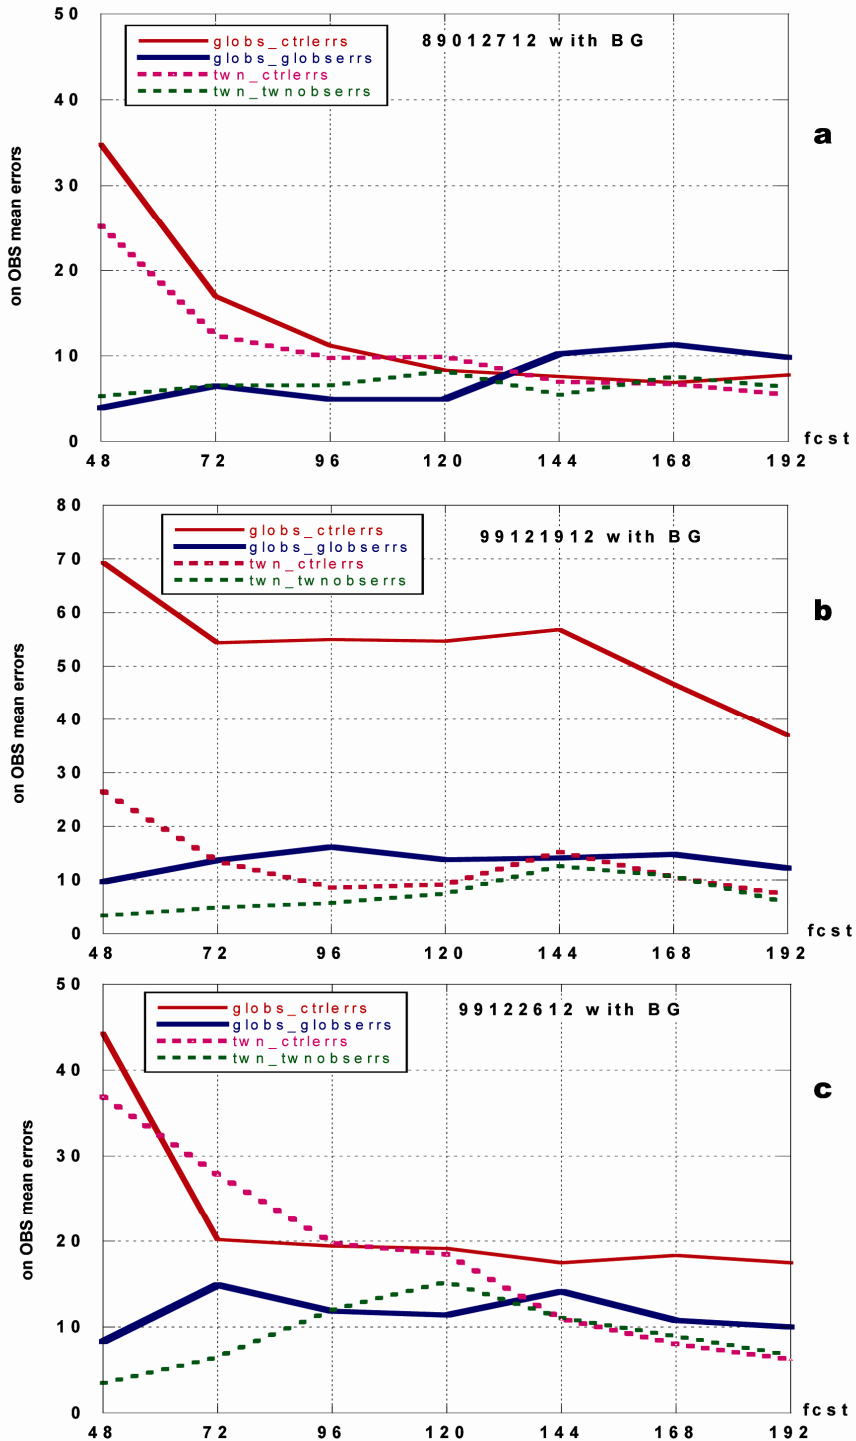 50
globs_ctrlerrs
globs_globserrs
twn_ctrlerrs
twn_twnobserrs
89012712 with BG
40
a
30
on OBS mean errors
20
10
0
fcst
48 72 96 120 144 168 192
80
globs_ctrlerrs
globs_globserrs
twn_ctrlerrs
twn_twnobserrs
99121912 with BG
70
60
b
50
on OBS mean errors
40
30
20
10
0
fcst
48 72 96 120 144 168 192
50
globs_ctrlerrs
globs_globserrs
twn_ctrlerrs
twn_twnobserrs
99122612 with BG
40
c
30
on OBS mean errors
20
10
0
fcst
48 72 96 120 144 168 192